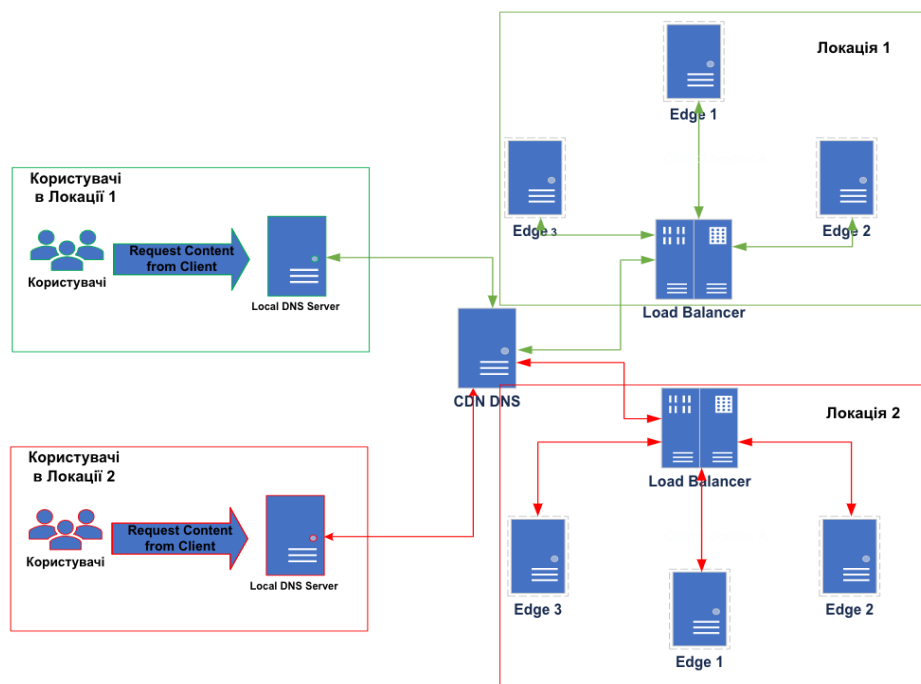 Локація 1
Edge 1
Edge 3
Edge 2
Load Balancer
Користувачі
в Локації 1
Request Content
from Client
Користувачі
Local DNS Server
CDN DNS
Локація 2
Load Balancer
Користувачі
в Локації 2
Request Content
from Client
Користувачі
Local DNS Server
Edge 3
Edge 2
Edge 1